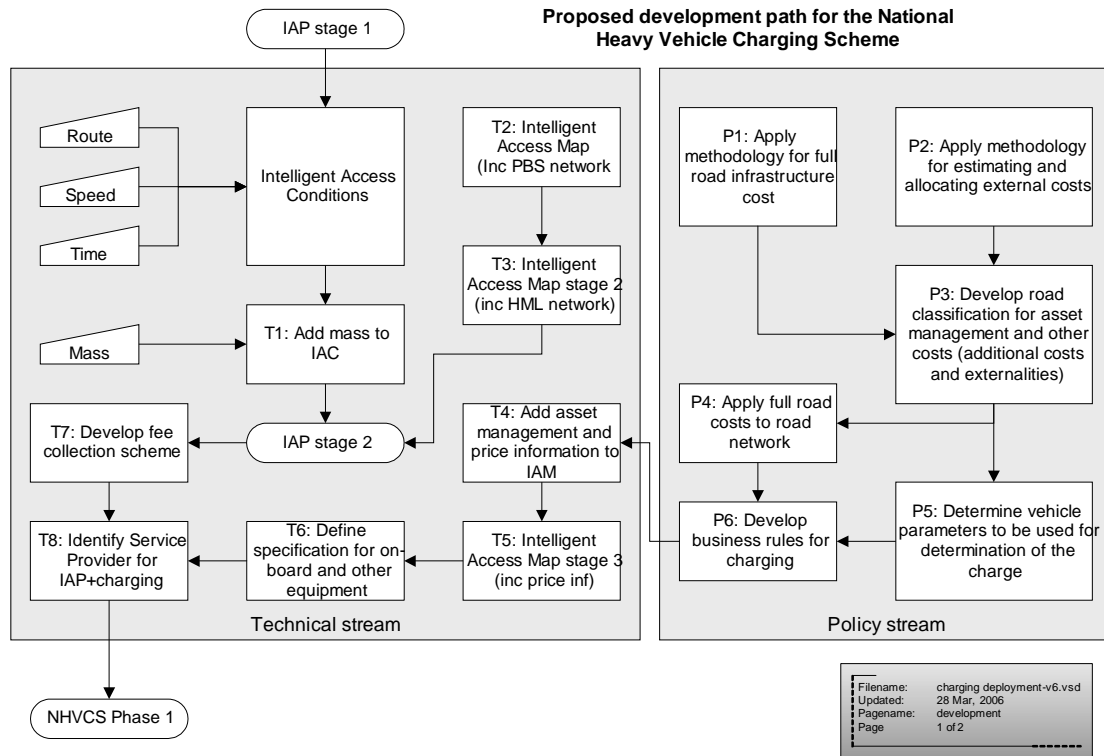 Proposed development path for the National
Heavy Vehicle Charging Scheme
IAP stage 1
Route
Speed
Time
Mass
Intelligent Access
Conditions
T1: Add mass to
IAC
IAP stage 2
T2: Intelligent
Access Map
(Inc PBS network
T3: Intelligent
Access Map stage 2
(inc HML network)
T4: Add asset
management and
price information to
IAM
T5: Intelligent
Access Map stage 3
(inc price inf)
T6: Define
specification for on-
board and other
equipment
T7: Develop fee
collection scheme
T8: Identify Service
Provider for
IAP+charging
Technical stream
NHVCS Phase 1
P1: Apply
methodology for full
road infrastructure
cost
P2: Apply methodology
for estimating and
allocating external costs
P3: Develop road
classification for asset
management and other
costs (additional costs
and externalities)
P4: Apply full road
costs to road
network
P5: Determine vehicle
parameters to be used for
determination of the
charge
P6: Develop
business rules for
charging
Policy stream
Filename: charging deployment-v6.vsd
Updated: 28 Mar, 2006
Pagename: development
Page 1 of 2